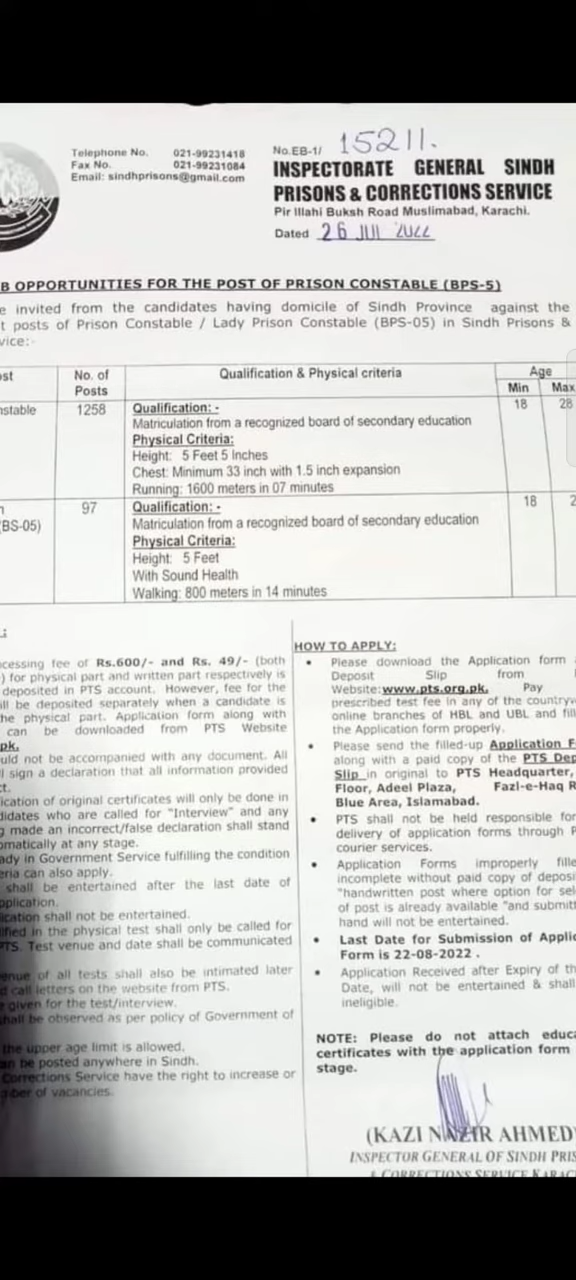 Telephone No. 021-99231418
Fax No. 021-99231084
Email: sindhprisons@gmail.com
No.EB-1/ 15211.
INSPECTORATE GENERAL SINDH
PRISONS & CORRECTIONS SERVICE
Pir Illahi Buksh Road Muslimabad, Karachi.
Dated 26 JUL 2022
B OPPORTUNITIES FOR THE POST OF PRISON CONSTABLE (BPS-5)
e invited from the candidates having domicile of Sindh Province against the
t posts of Prison Constable / Lady Prison Constable (BPS-05) in Sindh Prisons &
vice:-
ost No. of Posts Qualification & Physical criteria Age
Min Max
nstable 1258 Qualification: - 18 28
Matriculation from a recognized board of secondary education
Physical Criteria:
Height: 5 Feet 5 Inches
Chest: Minimum 33 inch with 1.5 inch expansion
Running: 1600 meters in 07 minutes
n 97 Qualification: - 18 2
(BS-05) Matriculation from a recognized board of secondary education
Physical Criteria:
Height: 5 Feet
With Sound Health
Walking: 800 meters in 14 minutes
cessing fee of Rs.600/- and Rs. 49/- (both
) for physical part and written part respectively is
deposited in PTS account. However, fee for the
ill be deposited separately when a candidate is
he physical part. Application form along with
can be downloaded from PTS Website
pk.
ould not be accompanied with any document. All
l sign a declaration that all information provided
ct.
ication of original certificates will only be done in
didates who are called for "Interview" and any
g made an incorrect/false declaration shall stand
omatically at any stage.
ady in Government Service fulfilling the condition
eria can also apply.
shall be entertained after the last date of
pplication.
ication shall not be entertained.
lified in the physical test shall only be called for
PTS. Test venue and date shall be communicated
enue of all tests shall also be intimated later
d call letters on the website from PTS.
e given for the test/interview.
shall be observed as per policy of Government of
the upper age limit is allowed.
an be posted anywhere in Sindh.
Corrections Service have the right to increase or
mber of vacancies.
HOW TO APPLY:
• Please download the Application form
Deposit Slip from
Website:www.pts.org.pk. Pay
prescribed test fee in any of the countryw
online branches of HBL and UBL and fill
the Application form properly.
• Please send the filled-up Application F
along with a paid copy of the PTS Dep
Slip in original to PTS Headquarter,
Floor, Adeel Plaza, Fazl-e-Haq R
Blue Area, Islamabad.
• PTS shall not be held responsible for
delivery of application forms through P
courier services.
• Application Forms improperly fille
incomplete without paid copy of deposi
"handwritten post where option for sel
of post is already available "and submitt
hand will not be entertained.
• Last Date for Submission of Applic
Form is 22-08-2022 .
• Application Received after Expiry of th
Date, will not be entertained & shall
ineligible.
NOTE: Please do not attach educa
certificates with the application form
stage.
(KAZI NAZIR AHMED)
INSPECTOR GENERAL OF SINDH PRIS
& CORRECTIONS SERVICE KARAC